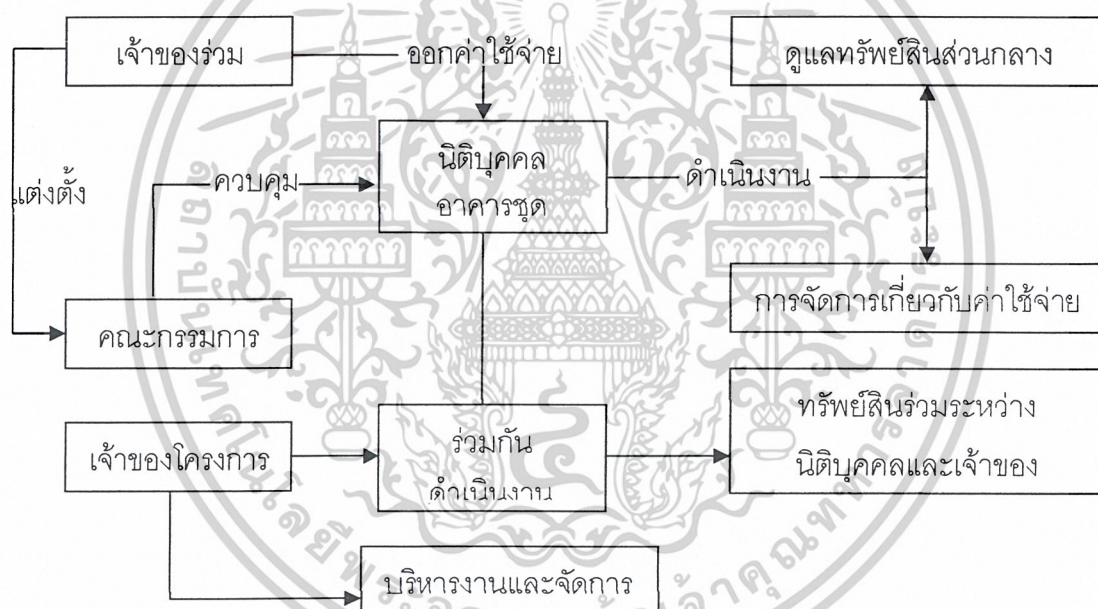 เจ้าของร่วม
ออกค่าใช้จ่าย
ดูแลทรัพย์สินส่วนกลาง
นิติบุคคล
อาคารชุด
แต่งตั้ง
ควบคุม
ดำเนินงาน
การจัดการเกี่ยวกับค่าใช้จ่าย
คณะกรรมการ
เจ้าของโครงการ
ร่วมกัน
ดำเนินงาน
ทรัพย์สินร่วมระหว่าง
นิติบุคคลและเจ้าของ
บริหารงานและจัดการ